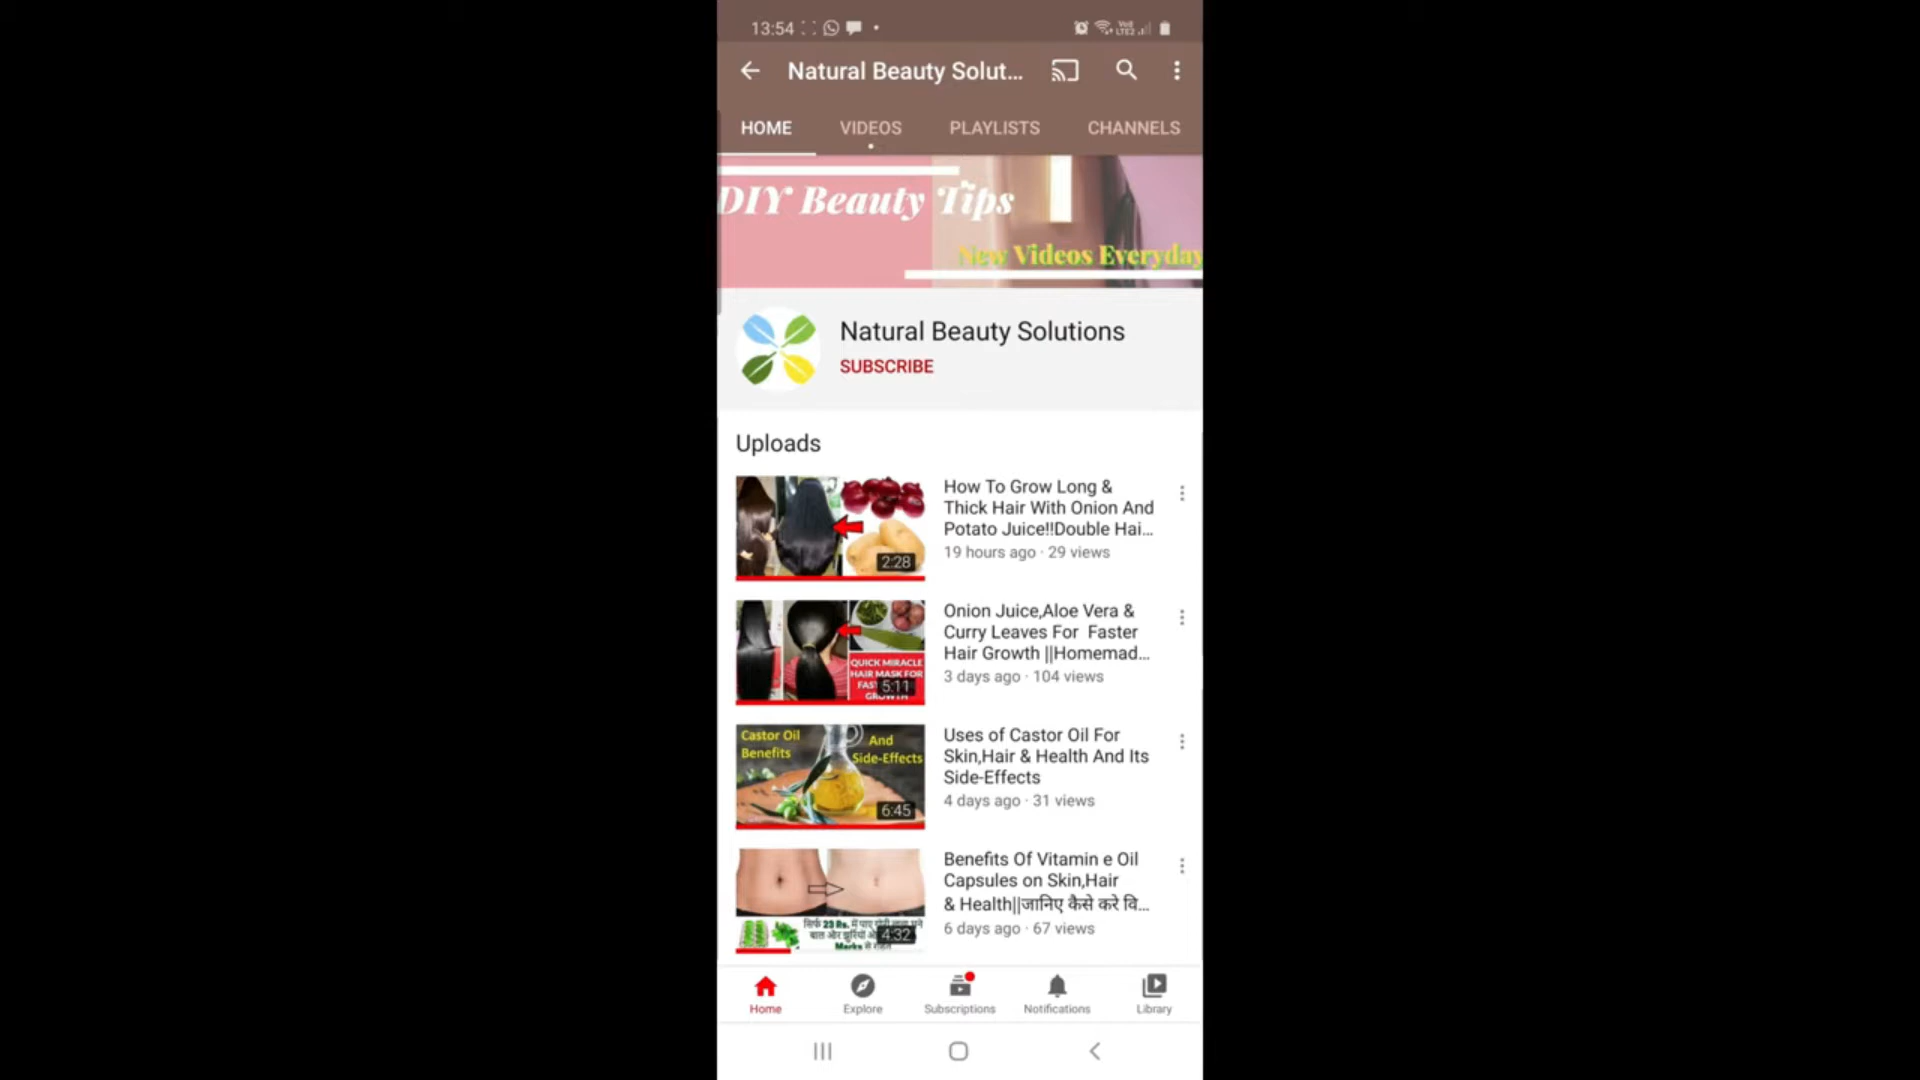 13:54
Natural Beauty Solut...
HOME VIDEOS PLAYLISTS CHANNELS
DIY Beauty Tips
New Videos Everyday
Natural Beauty Solutions
SUBSCRIBE
Uploads
2:28
How To Grow Long &
Thick Hair With Onion And
Potato Juice!!Double Hai...
19 hours ago · 29 views
QUICK MIRACLE
HAIR MASK FOR
5:11
GROWTH
Onion Juice,Aloe Vera &
Curry Leaves For Faster
Hair Growth ||Homemad...
3 days ago · 104 views
Castor Oil
Benefits
And
Side-Effects
6:45
Uses of Castor Oil For
Skin,Hair & Health And Its
Side-Effects
4 days ago · 31 views
सिर्फ 23 Rs. में पाए
4:32
Marks से
Benefits Of Vitamin e Oil
Capsules on Skin,Hair
& Health||जानिए कैसे करे वि...
6 days ago · 67 views
Home Explore Subscriptions Notifications Library